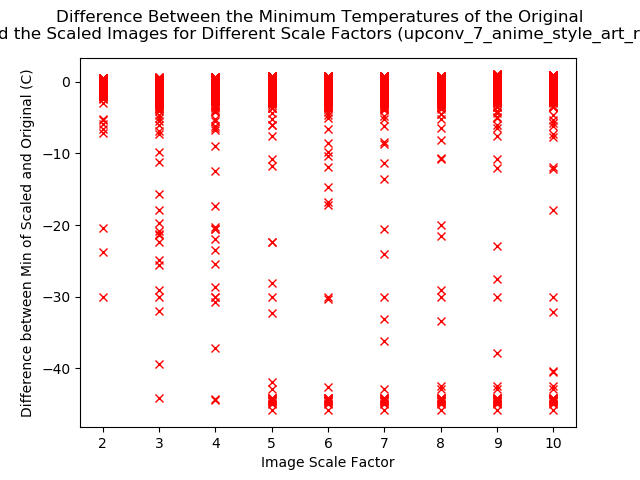 Difference Between the Minimum Temperatures of the Original
d the Scaled Images for Different Scale Factors (upconv_7_anime_style_art_r
Difference between Min of Scaled and Original (C)
0
−10
−20
−30
−40
2 3 4 5 6 7 8 9 10
Image Scale Factor